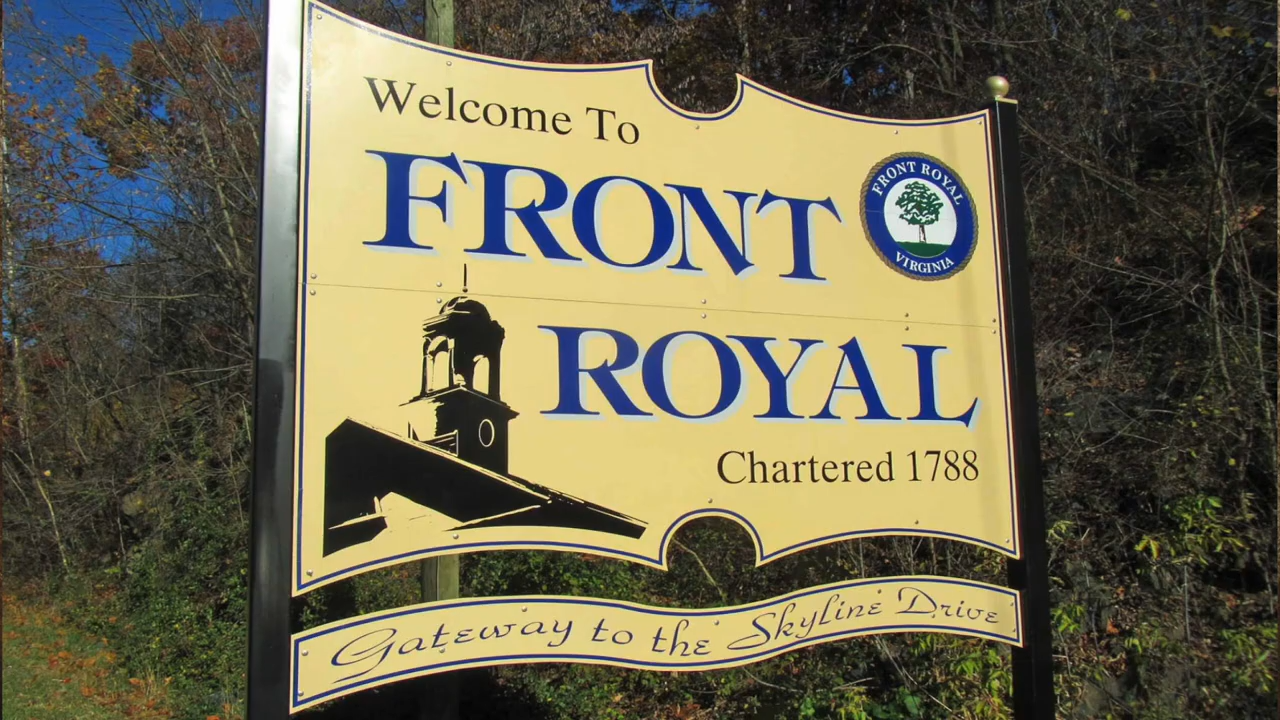 Welcome To
FRONT
FRONT ROYAL
VIRGINIA
ROYAL
Chartered 1788
Gateway to the Skyline Drive